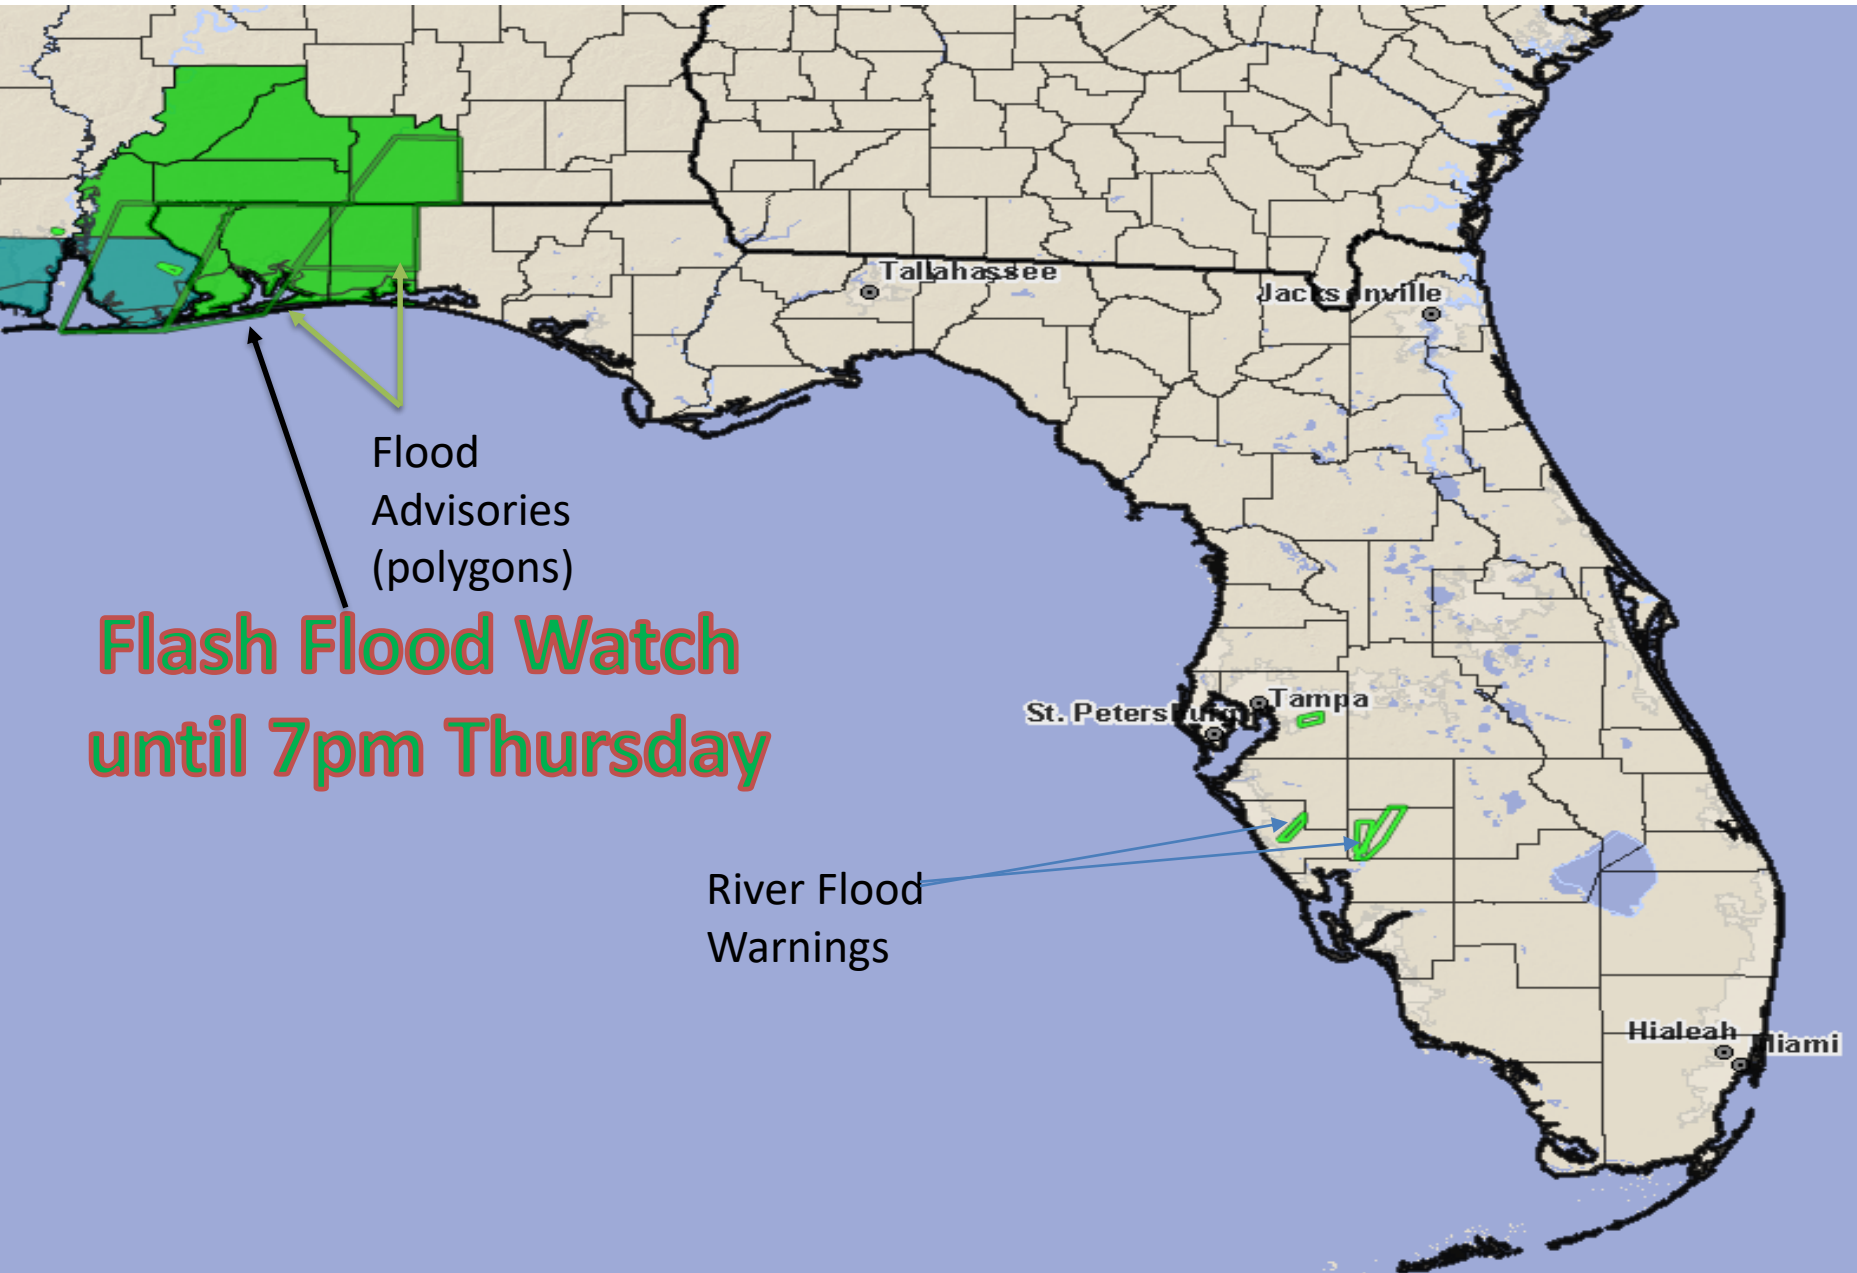 Tallahassee
Jacksonville
Flood
Advisories
(polygons)
Flash Flood Watch
until 7pm Thursday
Tampa
St. Petersburg
River Flood
Warnings
Hialeah
Miami